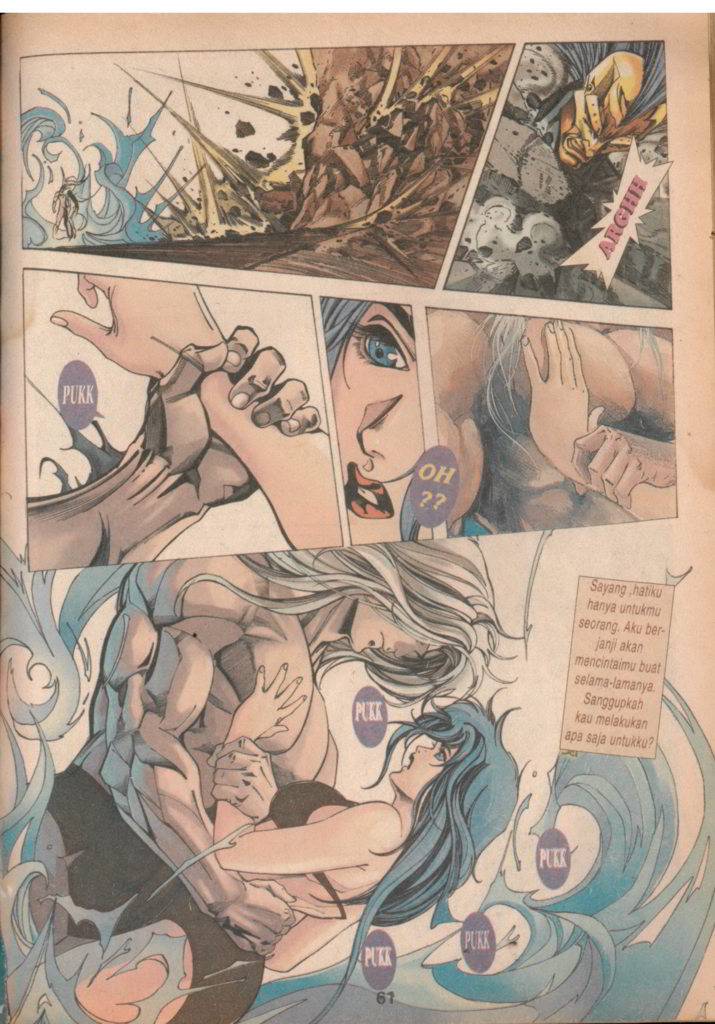 ARGHH
PUKK
OH
??
Sayang ,hatiku
hanya untukmu
seorang. Aku ber-
janji akan
mencintaimu buat
selama-lamanya.
Sanggupkah
kau melakukan
apa saja untukku?
PUKK
PUKK
PUKK
PUKK
61